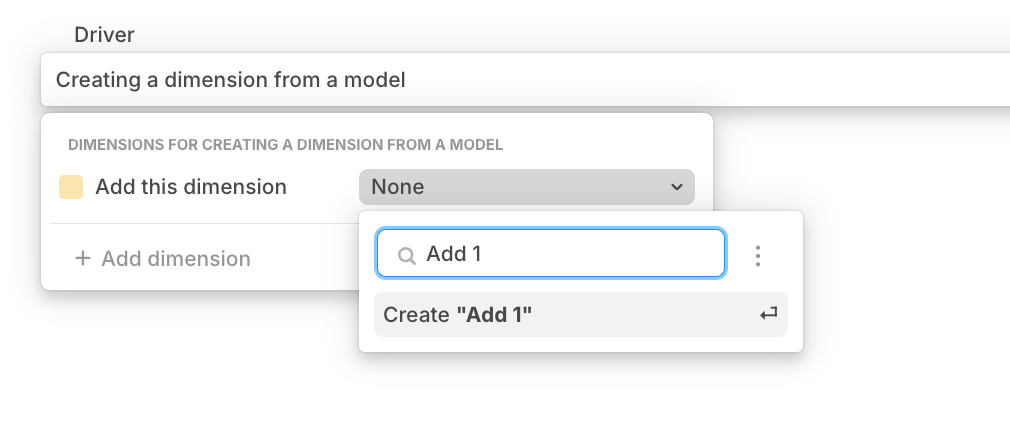 Driver
Creating a dimension from a model
DIMENSIONS FOR CREATING A DIMENSION FROM A MODEL
Add this dimension
None
Add 1
+ Add dimension
Create "Add 1"